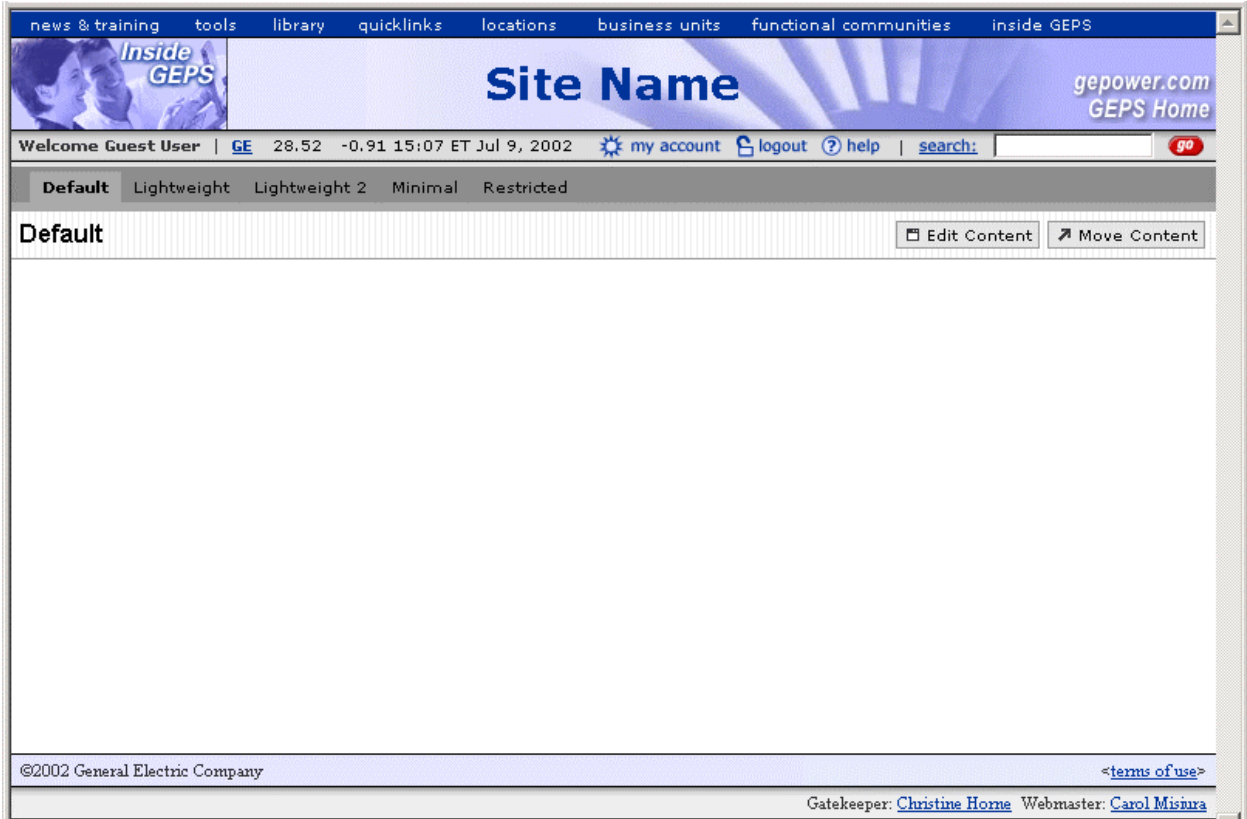 news & training tools library quicklinks locations business units functional communities inside GEPS
Inside
GEPS
Site Name
gepower.com
GEPS Home
Welcome Guest User | GE 28.52 -0.91 15:07 ET Jul 9, 2002 my account logout ? help | search: go
Default Lightweight Lightweight 2 Minimal Restricted
Default Edit Content Move Content
©2002 General Electric Company <terms of use>
Gatekeeper: Christine Horne Webmaster: Carol Misiura